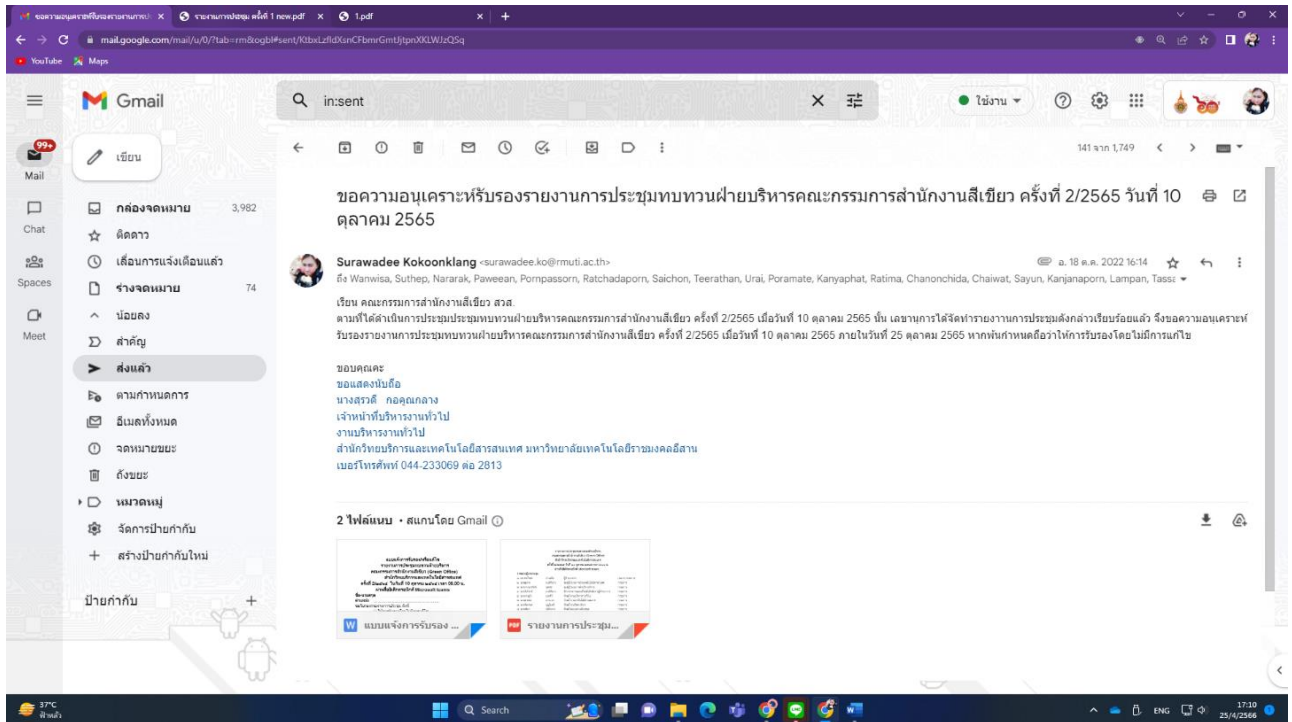 ขอความอนุเคราะห์รับรองรายงานการป
รายงานการประชุม ครั้งที่ 1 new.pdf
1.pdf
mail.google.com/mail/u/0/?tab=rm&ogbl#sent/KtbxLzfldXsnCFbmrGmtJjtpnXKLWJzQSq
YouTube
Maps
Gmail
in:sent
ใช้งาน
99+
Mail
เขียน
141 จาก 1,749
Chat
Spaces
Meet
กล่องจดหมาย 3,982
ติดดาว
เลื่อนการแจ้งเตือนแล้ว
ร่างจดหมาย 74
น้อยลง
สำคัญ
ส่งแล้ว
ตามกำหนดการ
อีเมลทั้งหมด
จดหมายขยะ
ถังขยะ
หมวดหมู่
จัดการป้ายกำกับ
สร้างป้ายกำกับใหม่
ป้ายกำกับ
ขอความอนุเคราะห์รับรองรายงานการประชุมทบทวนฝ่ายบริหารคณะกรรมการสำนักงานสีเขียว ครั้งที่ 2/2565 วันที่ 10
ตุลาคม 2565
Surawadee Kokoonklang <surawadee.ko@rmuti.ac.th>
อ. 18 ต.ค. 2022 16:14
ถึง Wanwisa, Suthep, Nararak, Paweean, Pornpassorn, Ratchadaporn, Saichon, Teerathan, Urai, Poramate, Kanyaphat, Ratima, Chanonchida, Chaiwat, Sayun, Kanjanaporn, Lampan, Tassa
เรียน คณะกรรมการสำนักงานสีเขียว สวส.
ตามที่ได้ดำเนินการประชุมประชุมทบทวนฝ่ายบริหารคณะกรรมการสำนักงานสีเขียว ครั้งที่ 2/2565 เมื่อวันที่ 10 ตุลาคม 2565 นั้น เลขานุการได้จัดทำรายงาานการประชุมดังกล่าวเรียบร้อยแล้ว จึงขอความอนุเคราะห์
รับรองรายงานการประชุมทบทวนฝ่ายบริหารคณะกรรมการสำนักงานสีเขียว ครั้งที่ 2/2565 เมื่อวันที่ 10 ตุลาคม 2565 ภายในวันที่ 25 ตุลาคม 2565 หากพ้นกำหนดถือว่าให้การรับรองโดยไม่มีการแก้ไข
ขอบคุณคะ
ขอแสดงนับถือ
นางสุรวดี กอคูณกลาง
เจ้าหน้าที่บริหารงานทั่วไป
งานบริหารงานทั่วไป
สำนักวิทยบริการและเทคโนโลยีสารสนเทศ มหาวิทยาลัยเทคโนโลยีราชมงคลอีสาน
เบอร์โทรศัพท์ 044-233069 ต่อ 2813
2 ไฟล์แนบ • สแกนโดย Gmail
แบบแจ้งการรับรอง ...
รายงานการประชุม...
37°C
ฟ้าหลัว
Search
ENG
17:10
25/4/2566